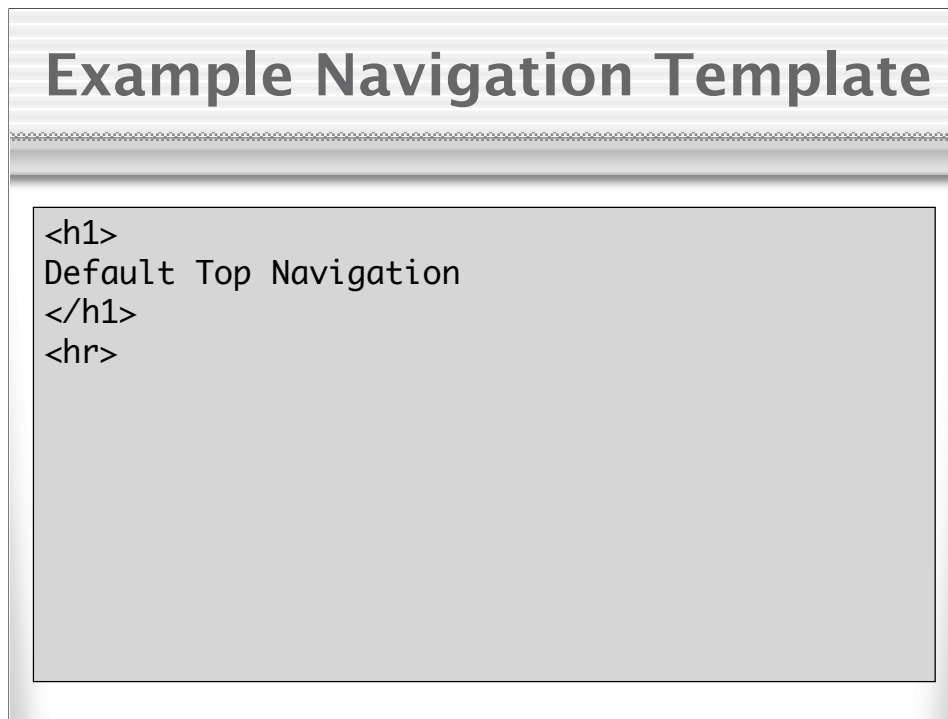 Example Navigation Template
<h1>
Default Top Navigation
</h1>
<hr>